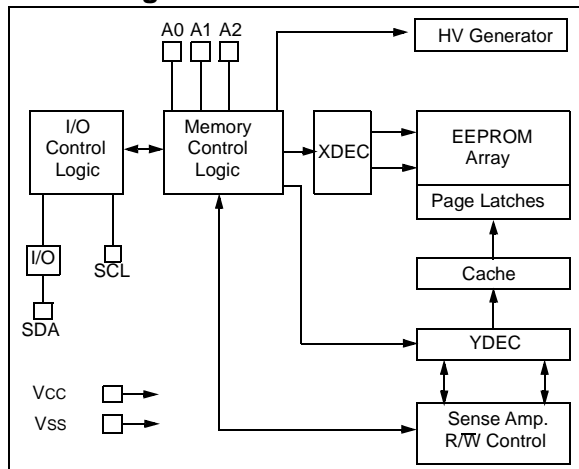 A0 A1 A2
HV Generator
I/O
Control
Logic
Memory
Control
Logic
XDEC
EEPROM
Array
Page Latches
I/O
SCL
SDA
Cache
YDEC
VCC
VSS
Sense Amp.
R/W̅ Control